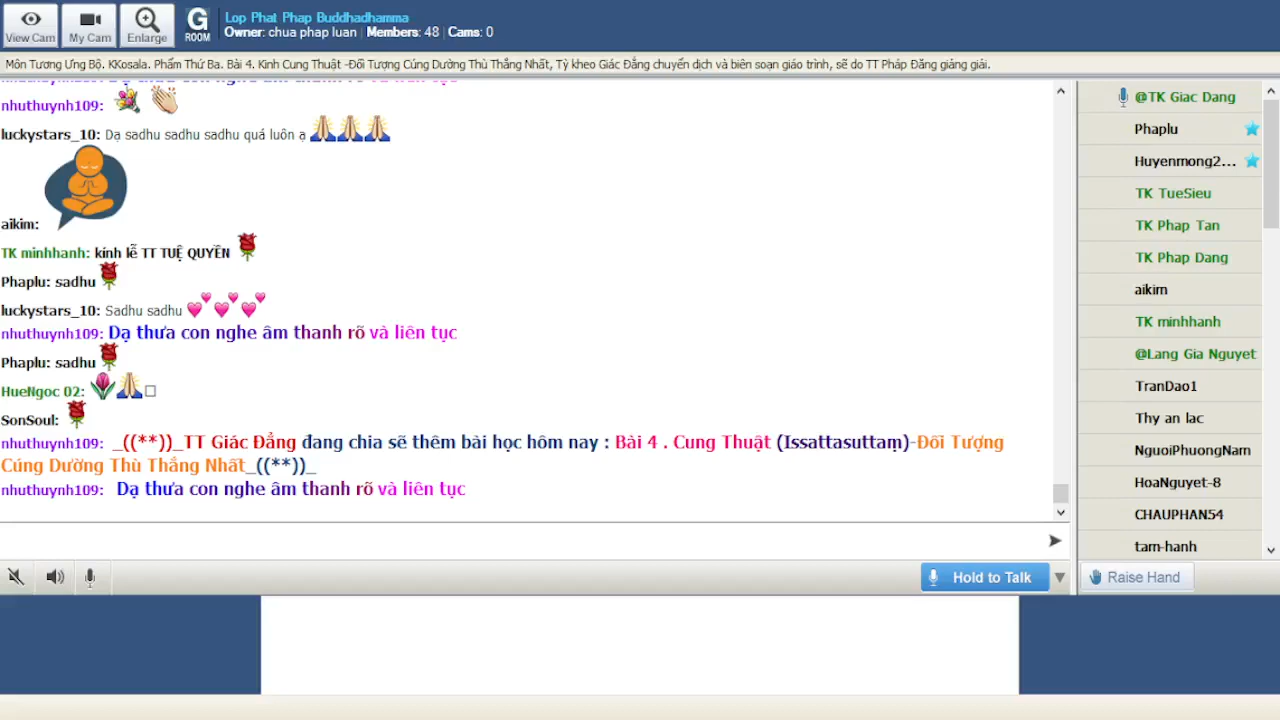 View Cam
My Cam
Enlarge
G
ROOM
Lop Phat Phap Buddhadhamma
Owner: chua phap luan Members: 48 Cams: 0
Môn Tương Ưng Bộ. KKosala. Phẩm Thứ Ba. Bài 4. Kinh Cung Thuật -Đối Tượng Cúng Dường Thù Thắng Nhất, Tỳ kheo Giác Đẳng chuyển dịch và biên soạn giáo trình, sẽ do TT Pháp Đăng giảng giải.
nhuthuynh109:
luckystars_10: Dạ sadhu sadhu sadhu quá luôn ạ
aikim:
TK minhhanh: kính lễ TT TUỆ QUYỀN
Phaplu: sadhu
luckystars_10: Sadhu sadhu
nhuthuynh109: Dạ thưa con nghe âm thanh rõ và liên tục
Phaplu: sadhu
HueNgoc 02:
SonSoul:
nhuthuynh109: _((**))_TT Giác Đẳng đang chia sẽ thêm bài học hôm nay : Bài 4 . Cung Thuật (Issattasuttaṃ)-Đối Tượng
Cúng Dường Thù Thắng Nhất_((**))_
nhuthuynh109: Dạ thưa con nghe âm thanh rõ và liên tục
Hold to Talk
@TK Giac Dang
Phaplu
Huyenmong2...
TK TueSieu
TK Phap Tan
TK Phap Dang
aikim
TK minhhanh
@Lang Gia Nguyet
TranDao1
Thy an lac
NguoiPhuongNam
HoaNguyet-8
CHAUPHAN54
tam-hanh
Raise Hand